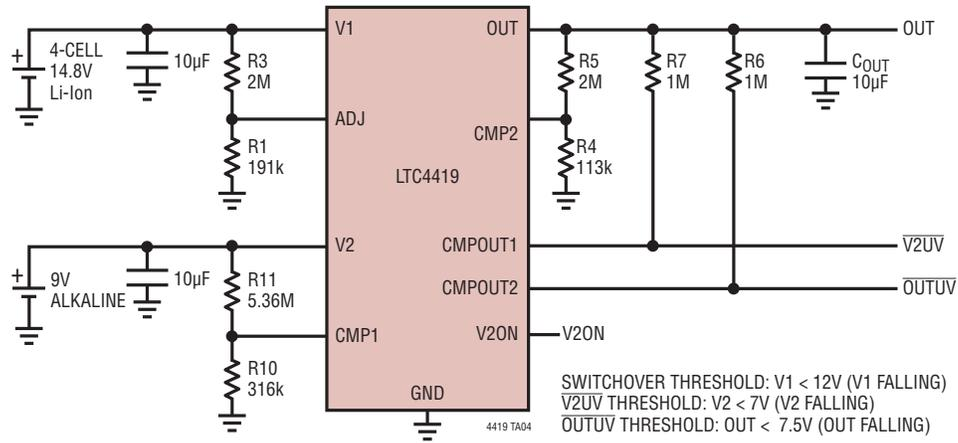 V1
OUT
OUT
4-CELL
14.8V
Li-Ion
+
10µF
R3
2M
R5
2M
R7
1M
R6
1M
COUT
10µF
ADJ
CMP2
R1
191k
R4
113k
LTC4419
V2
CMPOUT1
V2UV
+
9V
ALKALINE
10µF
R11
5.36M
CMPOUT2
OUTUV
CMP1
V2ON
V2ON
R10
316k
GND
4419 TA04
SWITCHOVER THRESHOLD: V1 < 12V (V1 FALLING)
V2UV THRESHOLD: V2 < 7V (V2 FALLING)
OUTUV THRESHOLD: OUT < 7.5V (OUT FALLING)